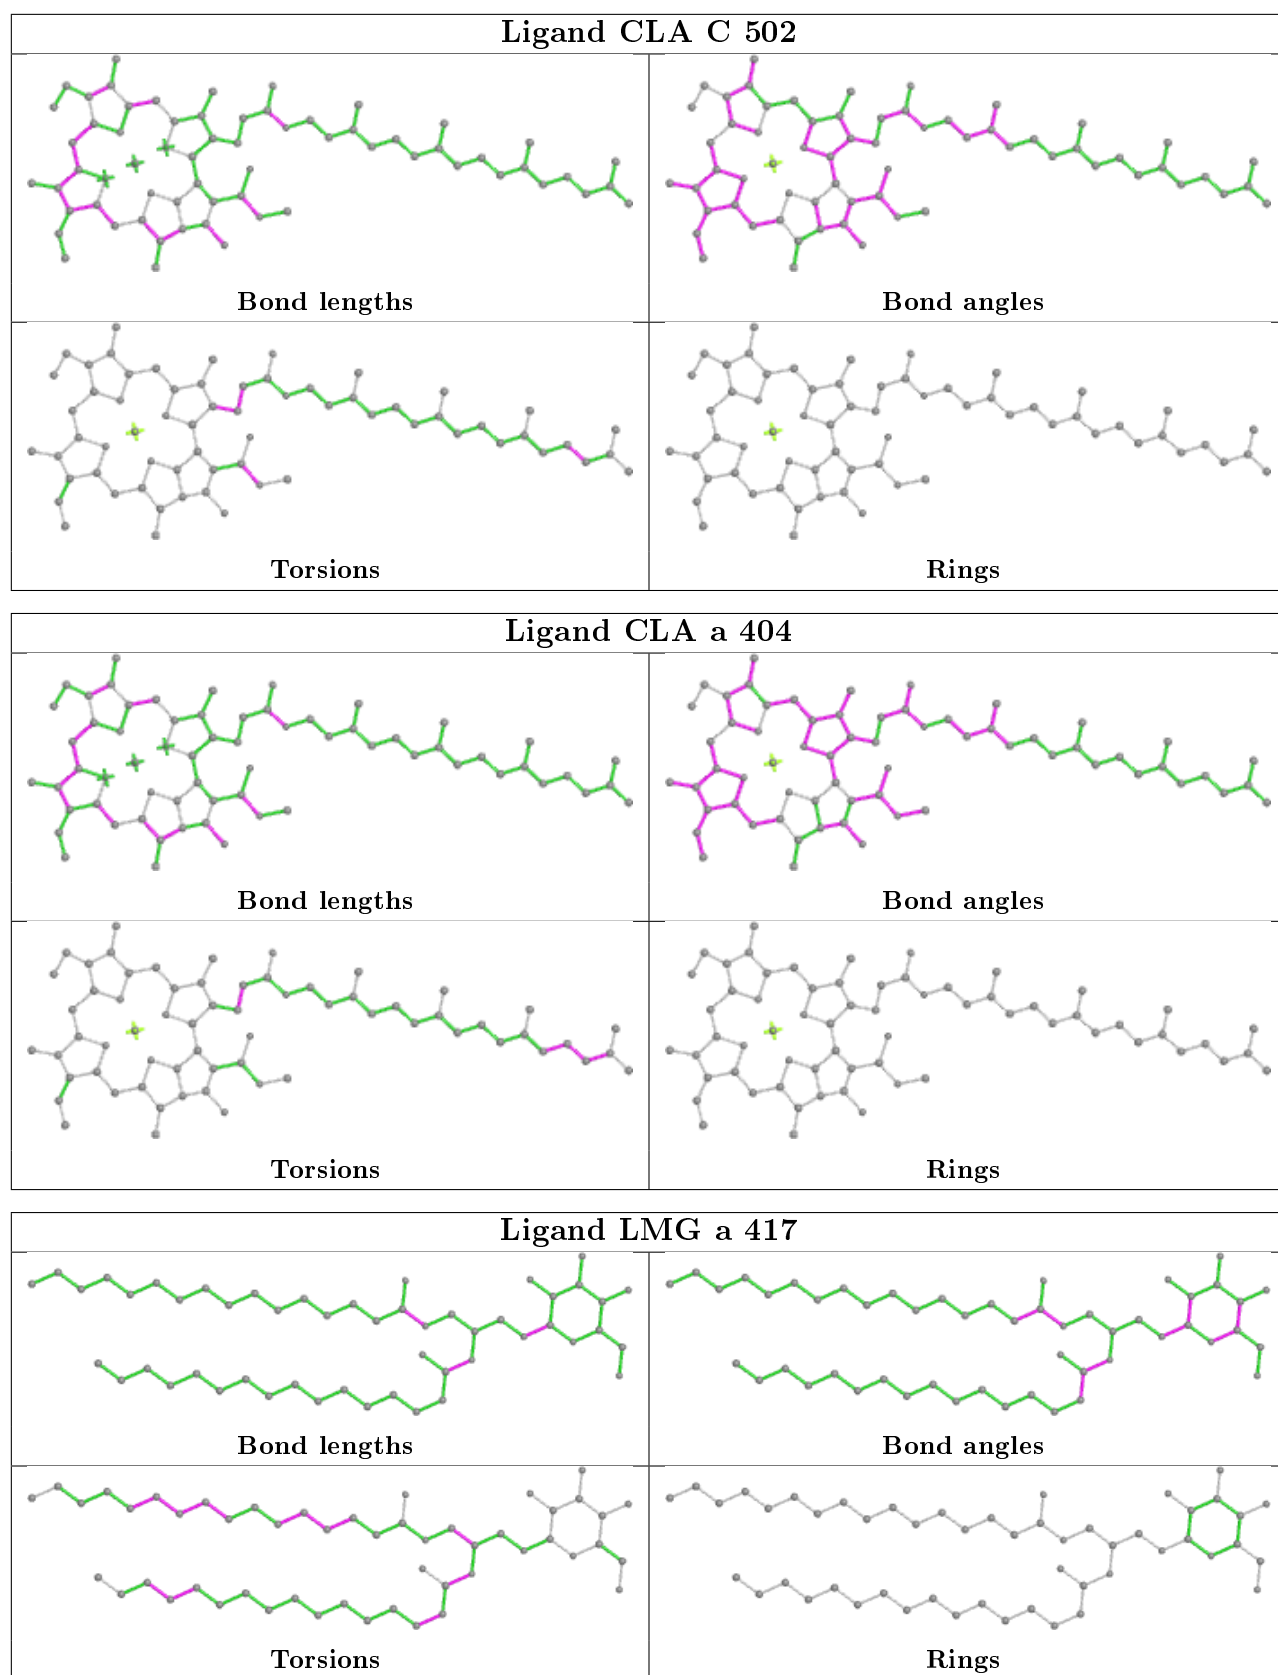 Ligand CLA C 502
Bond lengths
Bond angles
Torsions
Rings
Ligand CLA a 404
Bond lengths
Bond angles
Torsions
Rings
Ligand LMG a 417
Bond lengths
Bond angles
Torsions
Rings